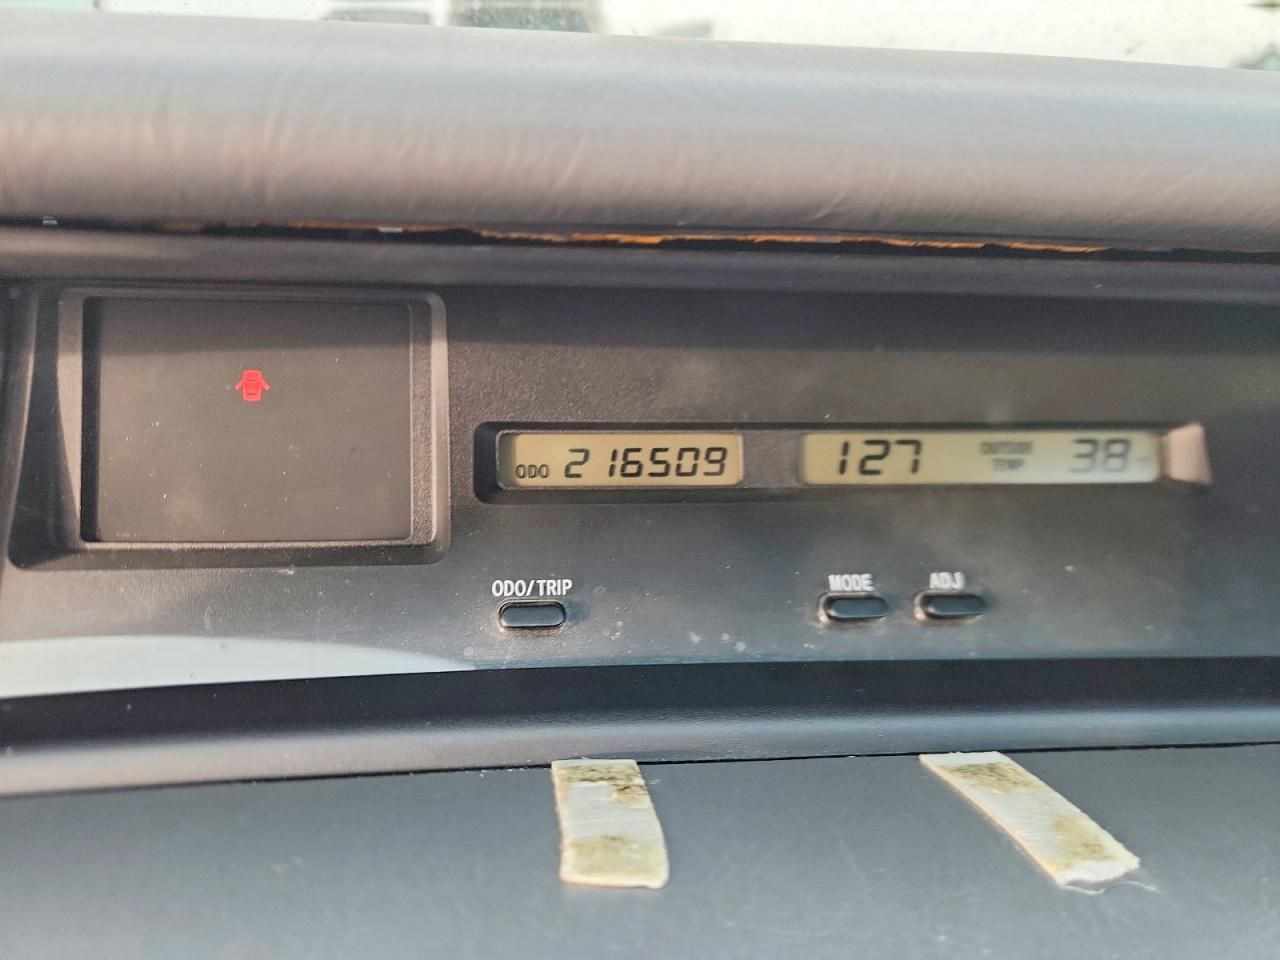 ODO 216509
127 OUTSIDE TEMP 38
ODO/TRIP
MODE
ADJ